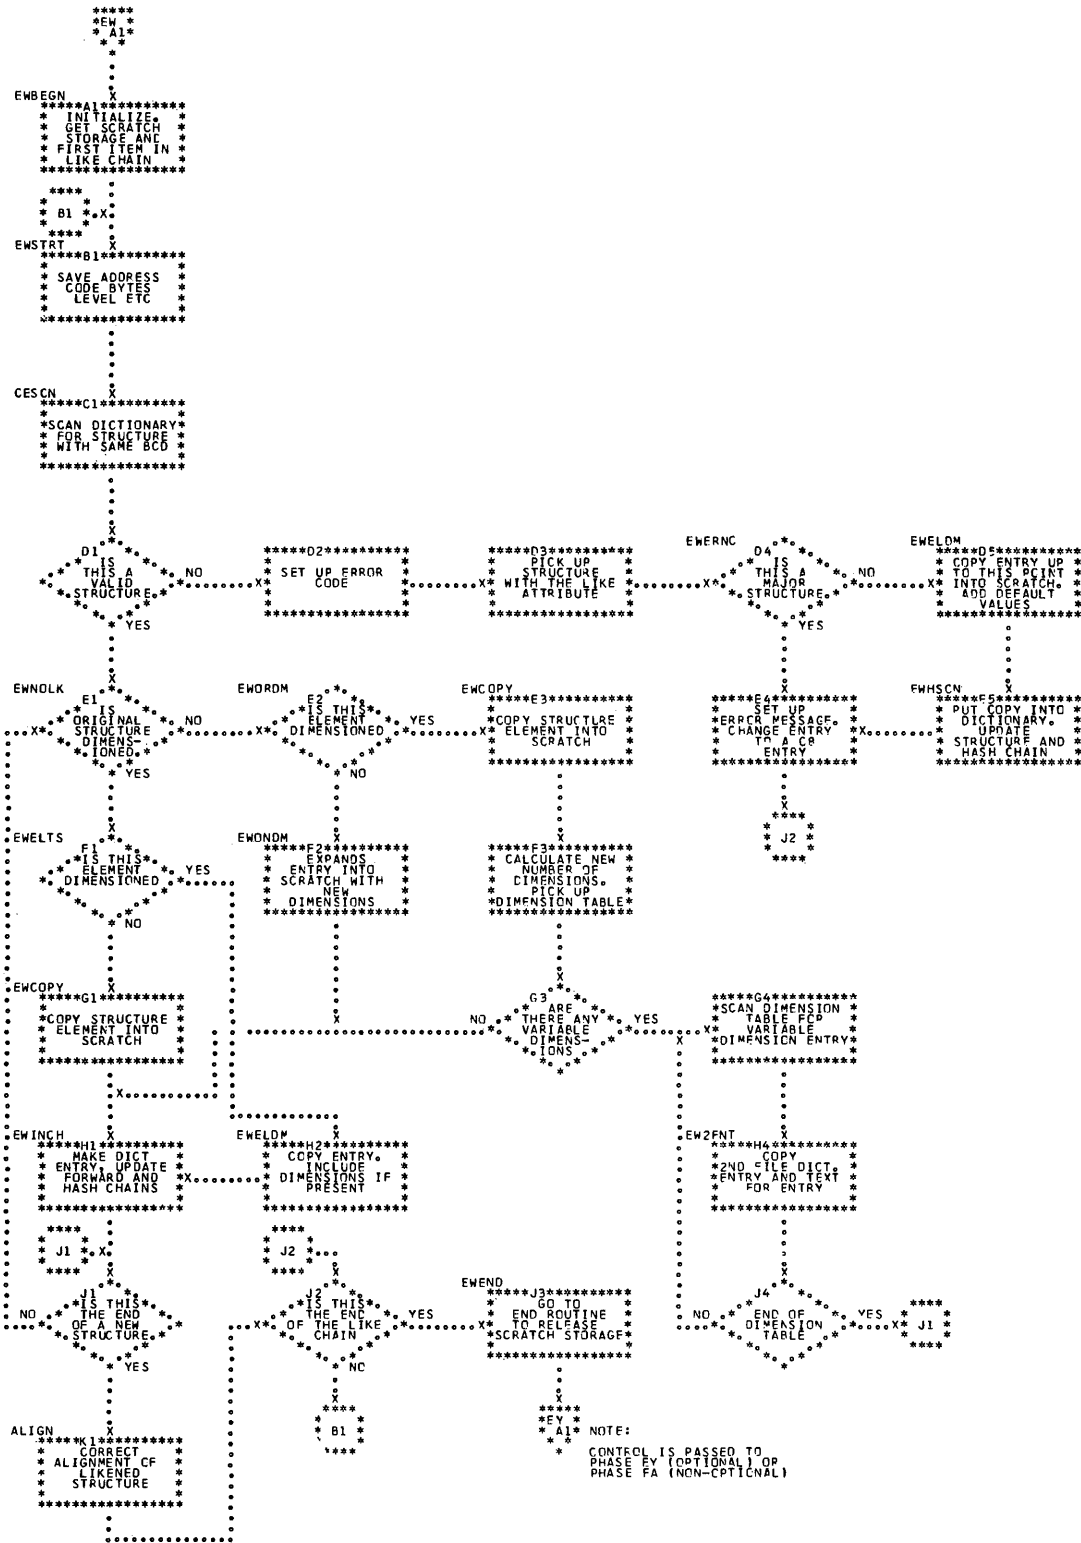 EW
A1
EWBEGN
A1
INITIALIZE.
GET SCRATCH
STORAGE AND
FIRST ITEM IN
LIKE CHAIN
B1
EWSTRT
B1
SAVE ADDRESS
CODE BYTES
LEVEL ETC
CESCN
C1
SCAN DICTIONARY
FOR STRUCTURE
WITH SAME BCD
D1
IS
THIS A
VALID
STRUCTURE
NO
YES
D2
SET UP ERROR
CODE
D3
PICK UP
STRUCTURE
WITH THE LIKE
ATTRIBUTE
EWERNC
D4
IS
THIS A
MAJOR
STRUCTURE
NO
YES
EWELDM
D5
COPY ENTRY UP
TO THIS PCINT
INTO SCRATCH.
ADD DEFAULT
VALUES
EWNOLK
E1
IS
ORIGINAL
STRUCTURE
DIMENS-
IONED
NO
YES
EWORDM
E2
IS THIS
ELEMENT
DIMENSIONED
YES
NO
EWCOPY
E3
COPY STRUCTLRE
ELEMENT INTO
SCRATCH
E4
SET UP
ERRCR MESSAGE.
CHANGE ENTRY
TO A C8
ENTRY
EWHSCN
E5
PUT COPY INTO
DICTIONARY.
UPDATE
STRUCTURE AND
HASH CHAIN
J2
EWELTS
F1
IS THIS
ELEMENT
DIMENSIONED
YES
NO
EWONDM
F2
EXPANDS
ENTRY INTO
SCRATCH WITH
NEW
DIMENSIONS
F3
CALCULATE NEW
NUMBER OF
DIMENSIONS.
PICK UP
DIMENSION TABLE
EWCOPY
G1
COPY STRUCTURE
ELEMENT INTO
SCRATCH
G3
ARE
THERE ANY
VARIABLE
DIMENS-
IONS
NO
YES
G4
SCAN DIMENSION
TABLE FCP
VARIABLE
DIMENSION ENTRY
EWINCH
H1
MAKE DICT
ENTRY, UPDATE
FORWARD AND
HASH CHAINS
EWELDM
H2
COPY ENTRY.
INCLUDE
DIMENSIONS IF
PRESENT
EW2FNT
H4
COPY
2ND FILE DICT.
ENTRY AND TEXT
FOR ENTRY
J1
J2
J1
IS THIS
THE END
OF A NEW
STRUCTURE
NO
YES
J2
IS THIS
THE END
OF THE LIKE
CHAIN
YES
NC
EWEND
J3
GO TO
END ROUTINE
TO RELEASE
SCRATCH STORAGE
J4
END OF
DIMENSION
TABLE
NO
YES
J1
ALIGN
K1
CORRECT
ALIGNMENT CF
LIKENED
STRUCTURE
B1
EY
A1
NOTE:
CONTROL IS PASSED TO
PHASE EY (OPTIONAL) OP
PHASE FA (NON-CPTICNAL)